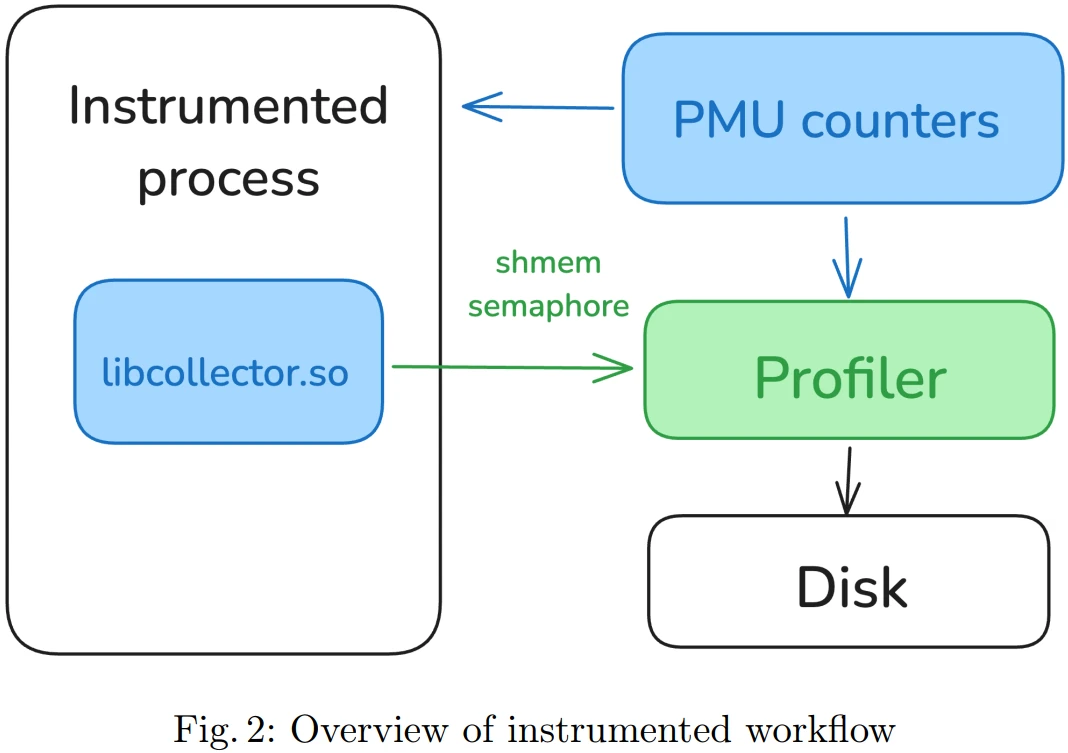 Instrumented
process
PMU counters
shmem
semaphore
libcollector.so
Profiler
Disk
Fig. 2: Overview of instrumented workflow